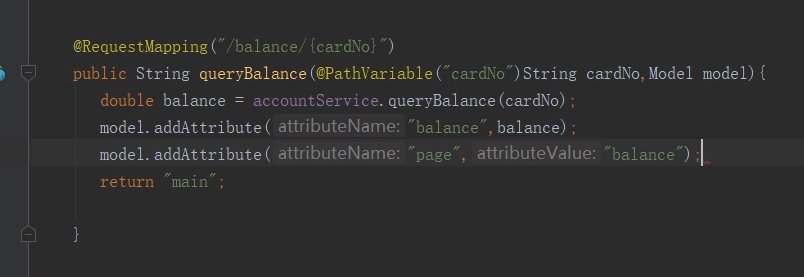 @RequestMapping("/balance/{cardNo}")
public String queryBalance(@PathVariable("cardNo")String cardNo,Model model){
double balance = accountService.queryBalance(cardNo);
model.addAttribute( attributeName: "balance",balance);
model.addAttribute( attributeName: "page", attributeValue: "balance");
return "main";
}